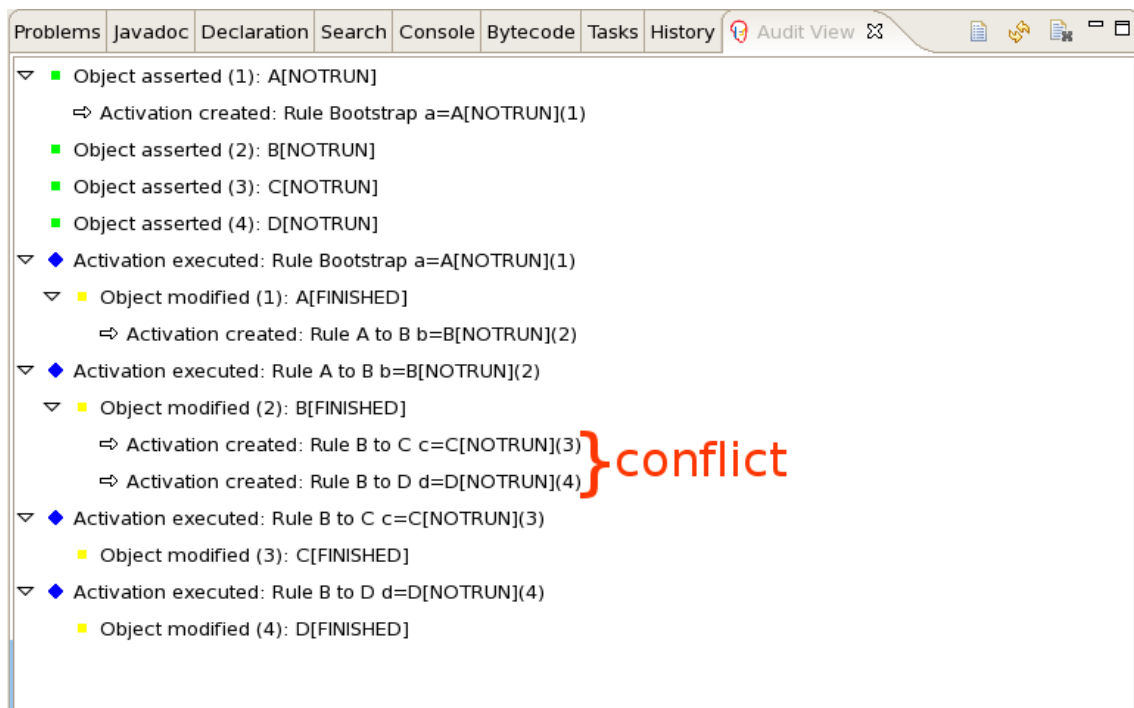 Problems Javadoc Declaration Search Console Bytecode Tasks History Audit View
Object asserted (1): A[NOTRUN]
Activation created: Rule Bootstrap a=A[NOTRUN](1)
Object asserted (2): B[NOTRUN]
Object asserted (3): C[NOTRUN]
Object asserted (4): D[NOTRUN]
Activation executed: Rule Bootstrap a=A[NOTRUN](1)
Object modified (1): A[FINISHED]
Activation created: Rule A to B b=B[NOTRUN](2)
Activation executed: Rule A to B b=B[NOTRUN](2)
Object modified (2): B[FINISHED]
Activation created: Rule B to C c=C[NOTRUN](3)
Activation created: Rule B to D d=D[NOTRUN](4)
} conflict
Activation executed: Rule B to C c=C[NOTRUN](3)
Object modified (3): C[FINISHED]
Activation executed: Rule B to D d=D[NOTRUN](4)
Object modified (4): D[FINISHED]